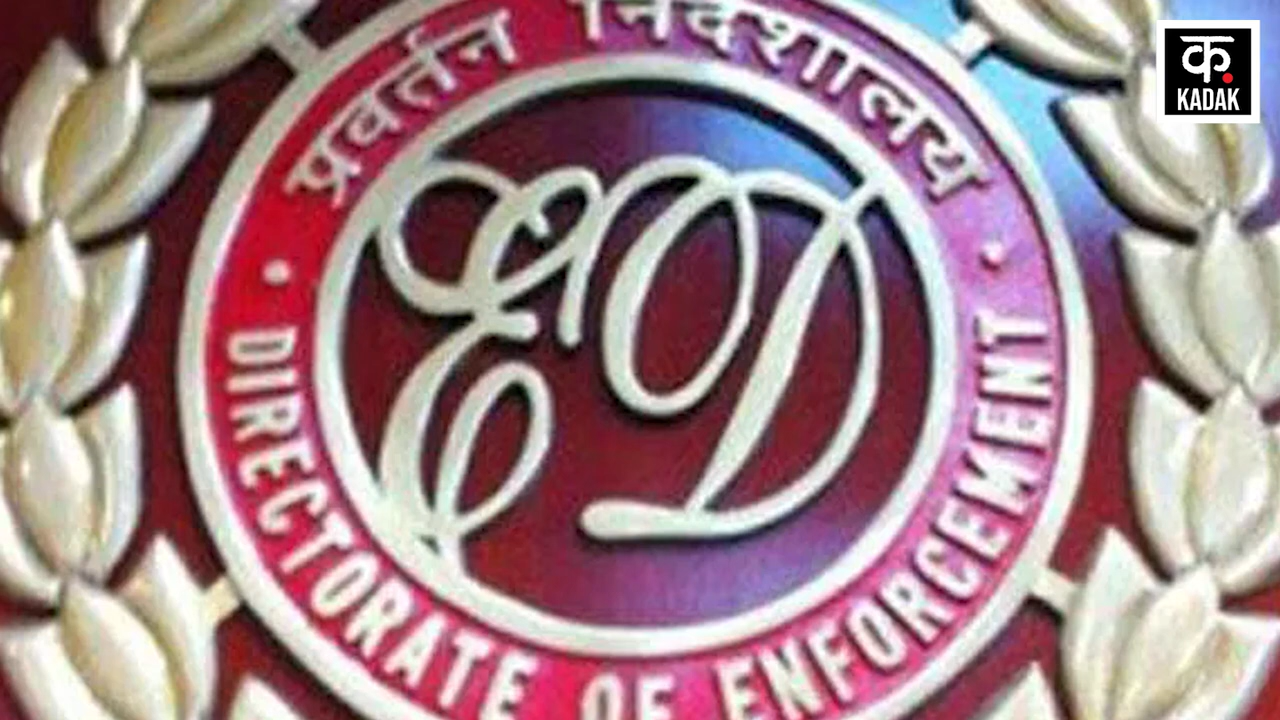 प्रवर्तन निदेशालय
ED
DIRECTORATE OF ENFORCEMENT
क
KADAK